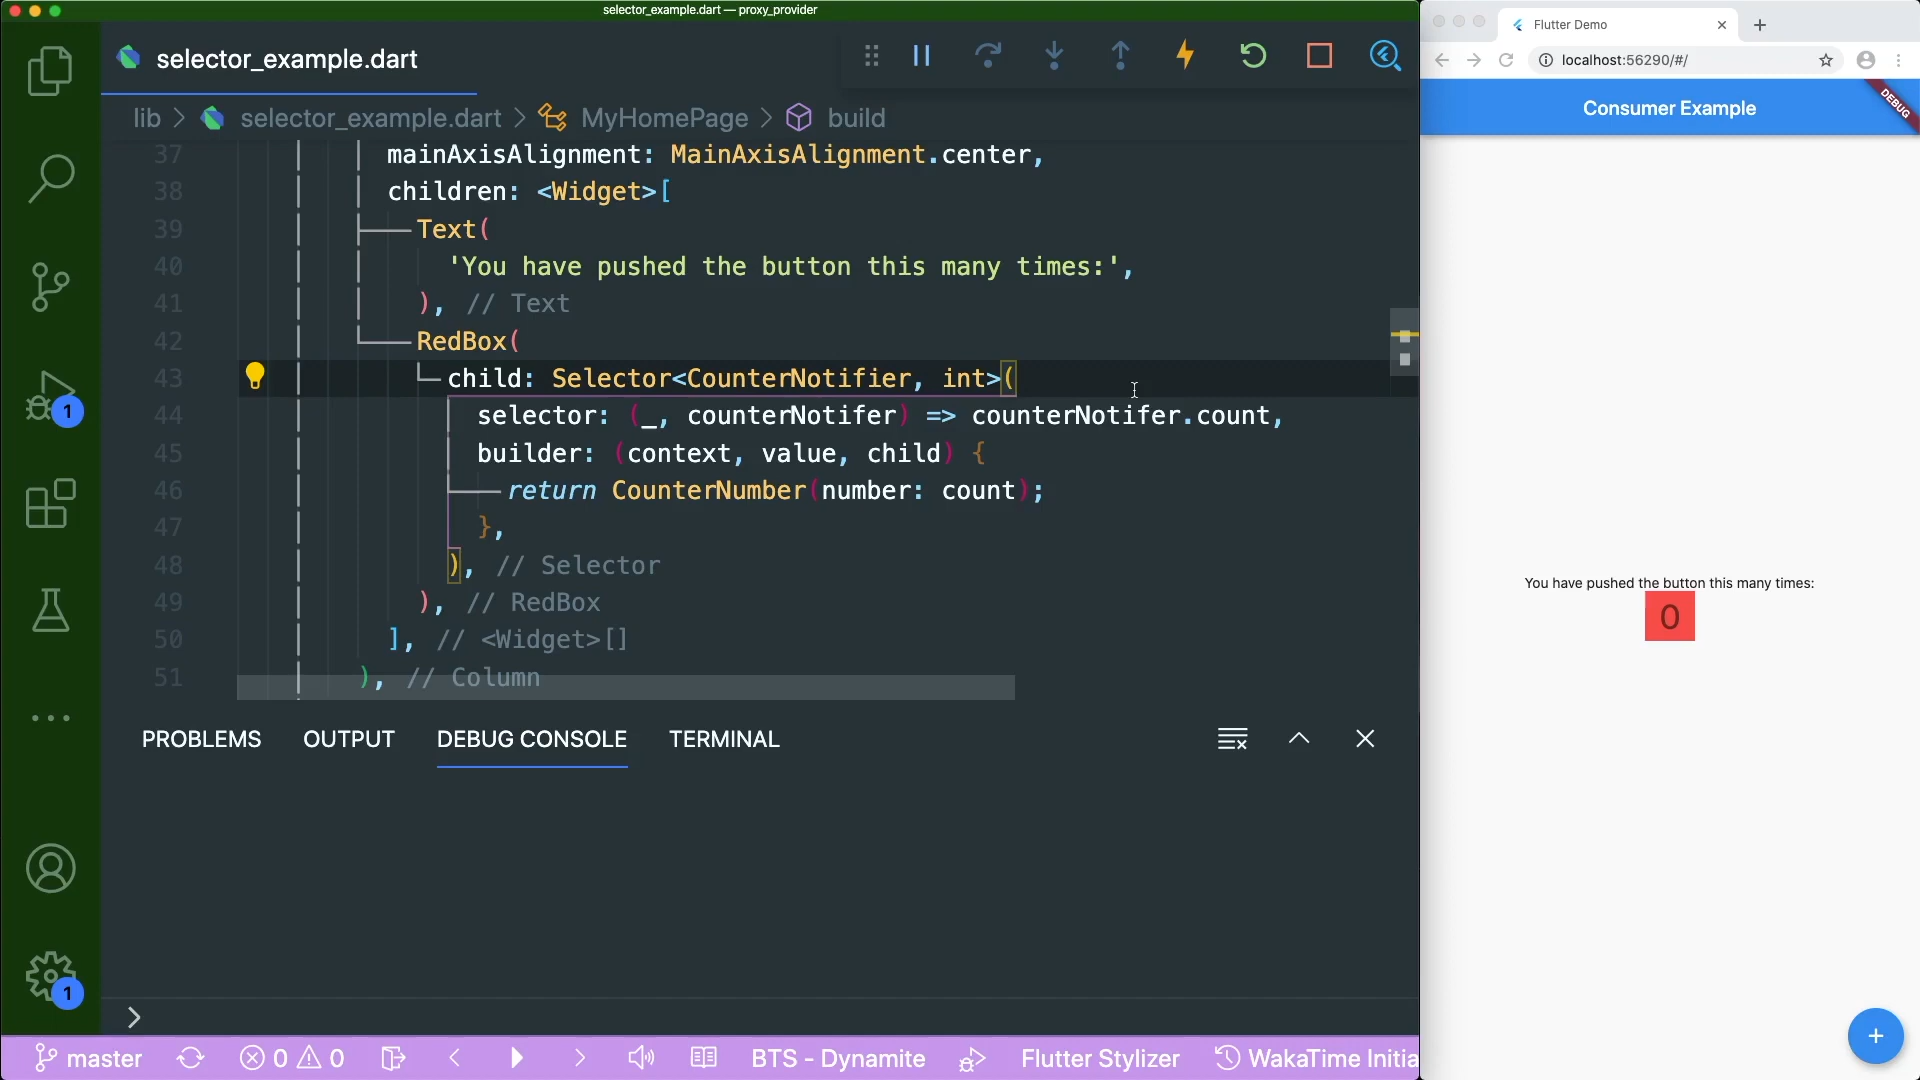 selector_example.dart — proxy_provider
selector_example.dart
lib > selector_example.dart > MyHomePage > build
37 mainAxisAlignment: MainAxisAlignment.center,
38 children: <Widget>[
39 Text(
40 'You have pushed the button this many times:',
41 ), // Text
42 RedBox(
43 child: Selector<CounterNotifier, int>(
44 selector: (_, counterNotifer) => counterNotifer.count,
45 builder: (context, value, child) {
46 return CounterNumber(number: count);
47 },
48 ), // Selector
49 ), // RedBox
50 ], // <Widget>[]
51 ), // Column
1
1
PROBLEMS OUTPUT DEBUG CONSOLE TERMINAL
master 0 0 BTS - Dynamite Flutter Stylizer WakaTime Initia
Flutter Demo
localhost:56290/#/
Consumer Example
DEBUG
You have pushed the button this many times:
0
+